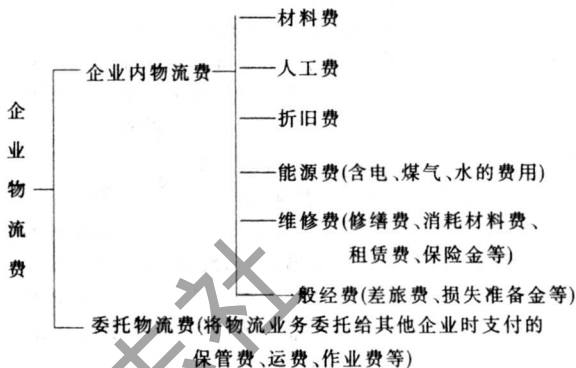 材料费
企业内物流费
人工费
折旧费
企业物流费
能源费(含电、煤气、水的费用)
维修费(修缮费、消耗材料费、
租赁费、保险金等)
一般经费(差旅费、损失准备金等)
委托物流费(将物流业务委托给其他企业时支付的
保管费、运费、作业费等)